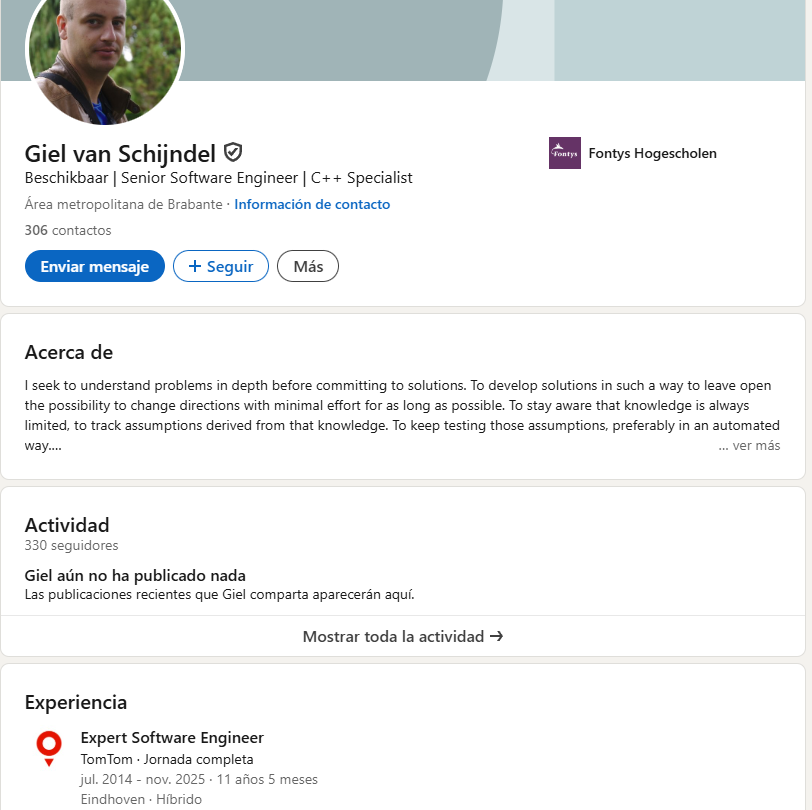 Giel van Schijndel
Fontys
Fontys Hogescholen
Beschikbaar | Senior Software Engineer | C++ Specialist
Área metropolitana de Brabante · Información de contacto
306 contactos
Enviar mensaje
+ Seguir
Más
Acerca de
I seek to understand problems in depth before committing to solutions. To develop solutions in such a way to leave open
the possibility to change directions with minimal effort for as long as possible. To stay aware that knowledge is always
limited, to track assumptions derived from that knowledge. To keep testing those assumptions, preferably in an automated
way....
... ver más
Actividad
330 seguidores
Giel aún no ha publicado nada
Las publicaciones recientes que Giel comparta aparecerán aquí.
Mostrar toda la actividad →
Experiencia
Expert Software Engineer
TomTom · Jornada completa
jul. 2014 - nov. 2025 · 11 años 5 meses
Eindhoven · Híbrido